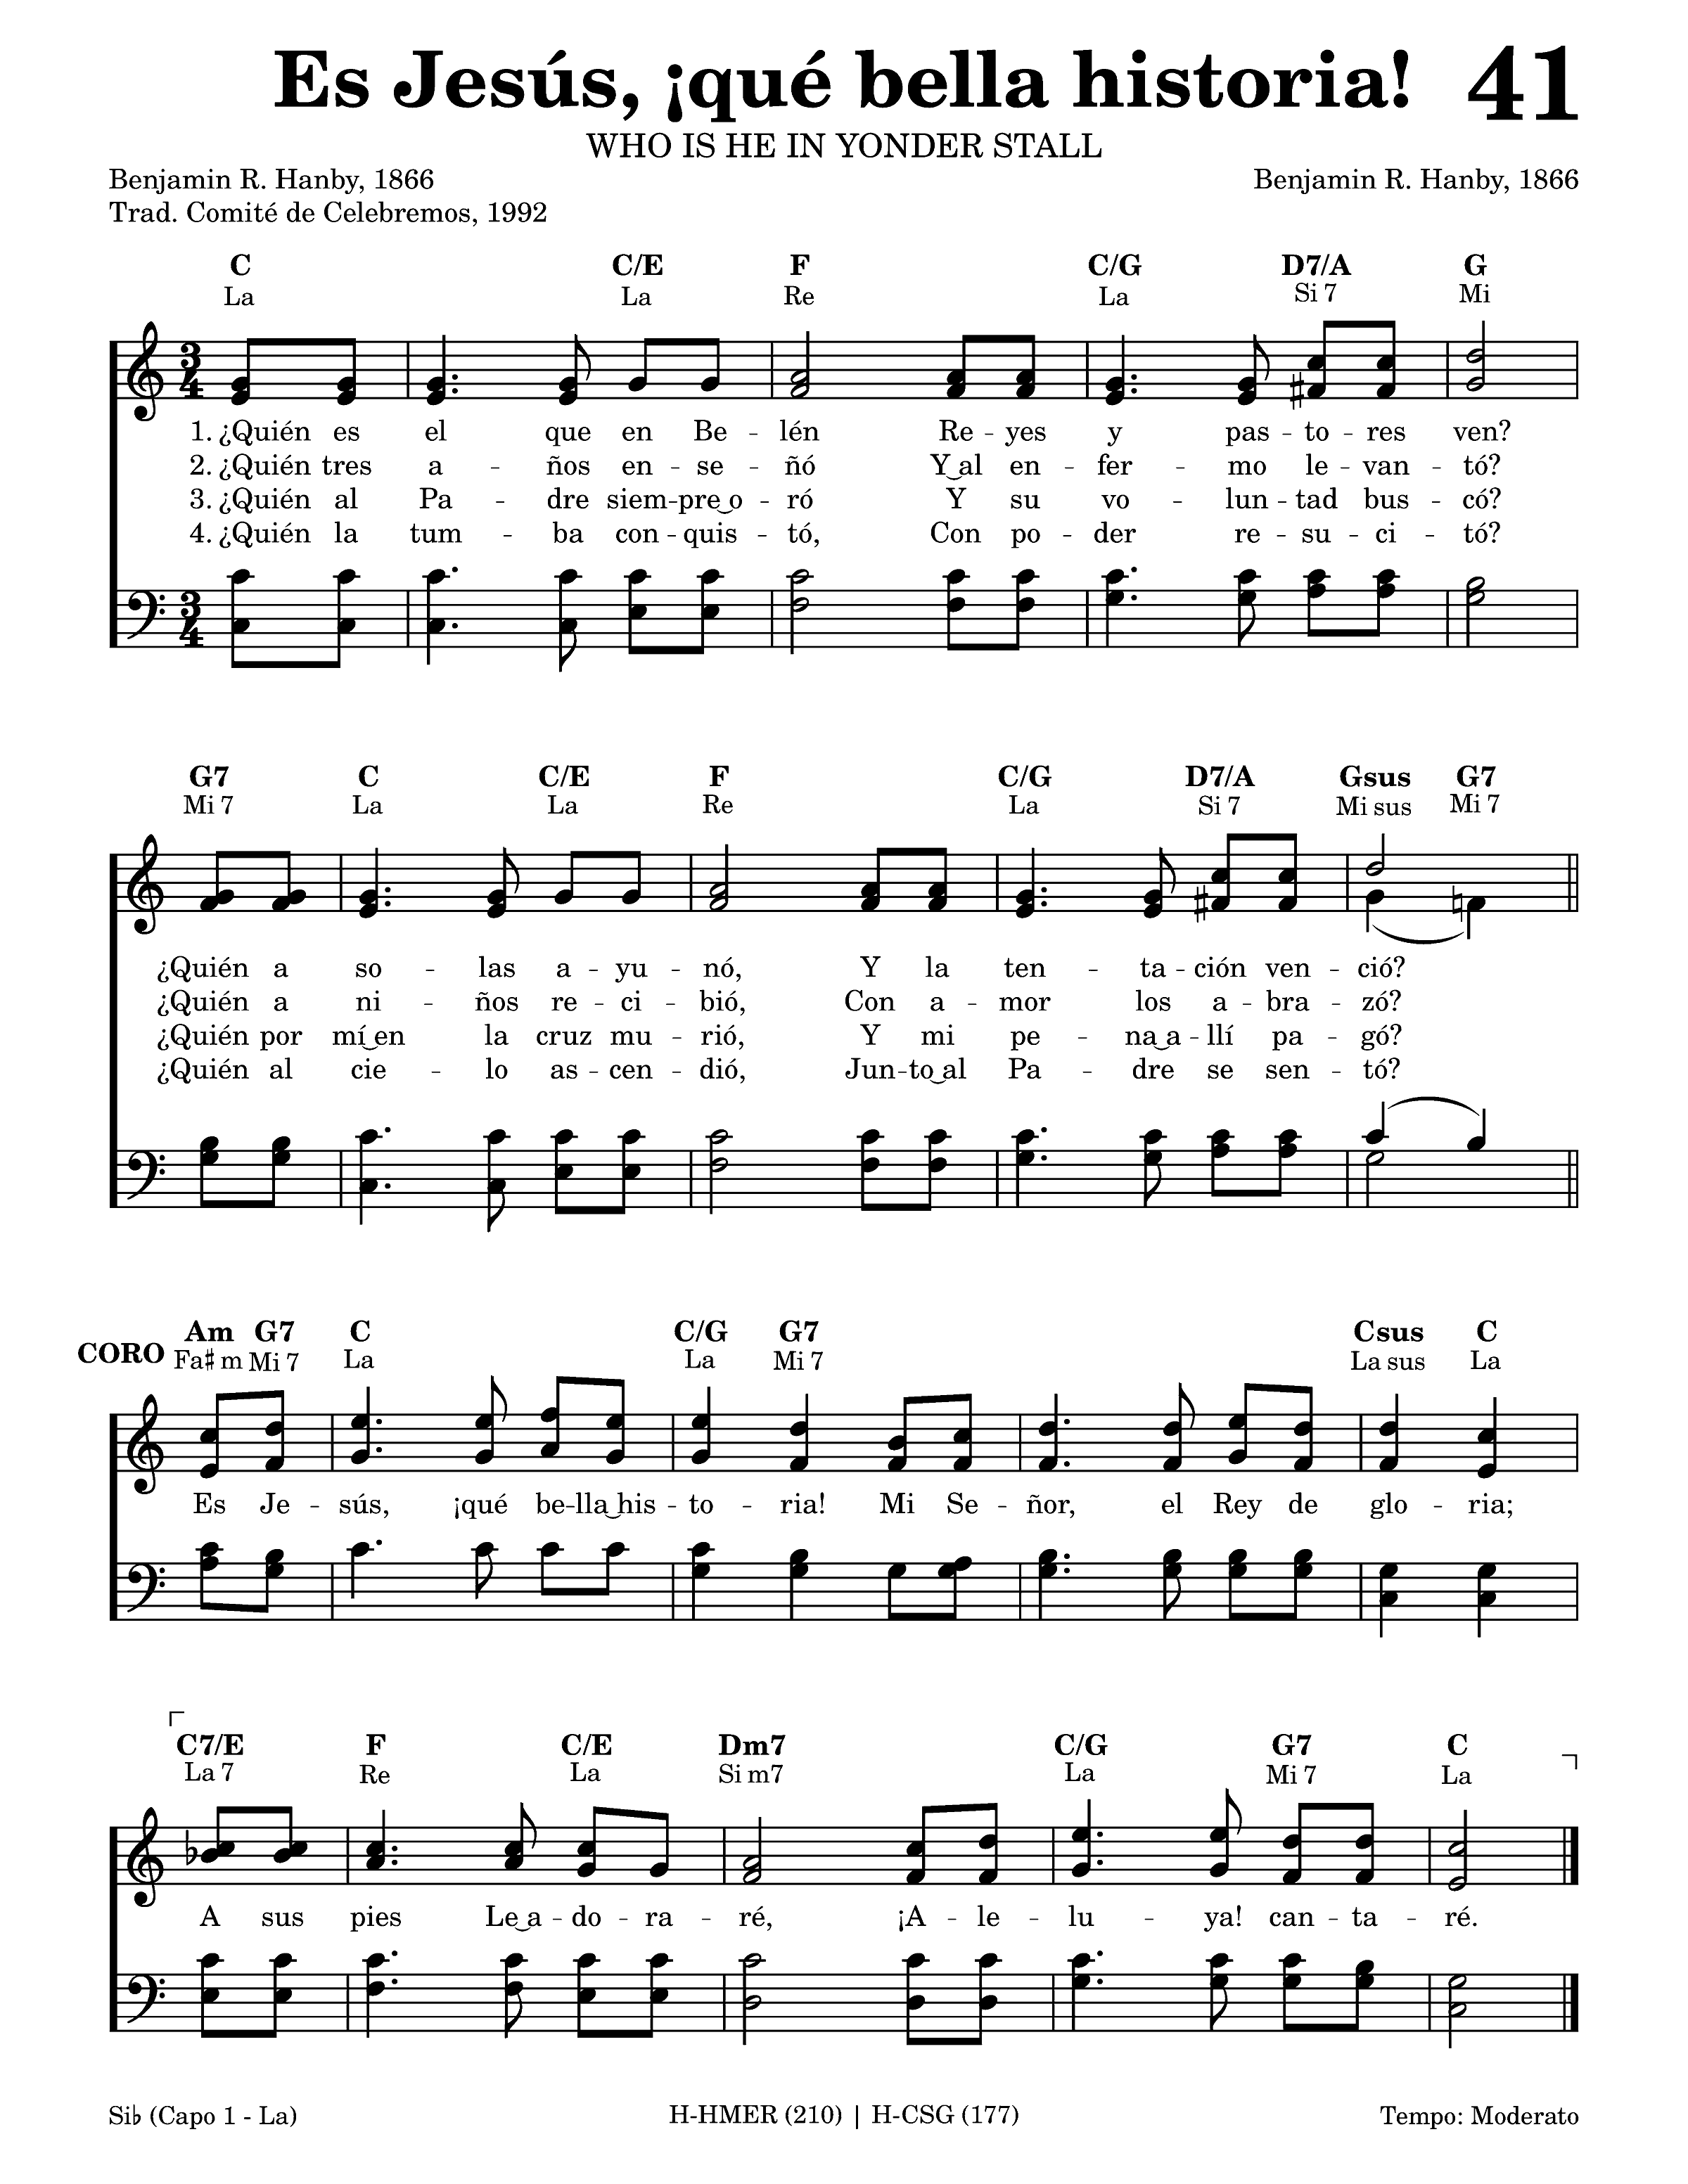 Es Jesús, ¡qué bella historia! 41
WHO IS HE IN YONDER STALL
Benjamin R. Hanby, 1866 Benjamin R. Hanby, 1866
Trad. Comité de Celebremos, 1992
C C/E F C/G D7/A G
La La Re La Si 7 Mi
3 4
1. ¿Quién es el que en Be - lén Re - yes y pas - to - res ven?
2. ¿Quién tres a - ños en - se - ñó Y‿al en - fer - mo le - van - tó?
3. ¿Quién al Pa - dre siem - pre‿o - ró Y su vo - lun - tad bus - có?
4. ¿Quién la tum - ba con - quis - tó, Con po - der re - su - ci - tó?
3 4
G7 C C/E F C/G D7/A Gsus G7
Mi 7 La La Re La Si 7 Mi sus Mi 7
¿Quién a so - las a - yu - nó, Y la ten - ta - ción ven - ció?
¿Quién a ni - ños re - ci - bió, Con a - mor los a - bra - zó?
¿Quién por mí‿en la cruz mu - rió, Y mi pe - na‿a - llí pa - gó?
¿Quién al cie - lo as - cen - dió, Jun - to‿al Pa - dre se sen - tó?
Am G7 C C/G G7 Csus C
CORO Fa♯ m Mi 7 La La Mi 7 La sus La
Es Je - sús, ¡qué be - lla‿his - to - ria! Mi Se - ñor, el Rey de glo - ria;
C7/E F C/E Dm7 C/G G7 C
La 7 Re La Si m7 La Mi 7 La
A sus pies Le‿a - do - ra - ré, ¡A - le - lu - ya! can - ta - ré.
Si♭ (Capo 1 - La) H-HMER (210) | H-CSG (177) Tempo: Moderato